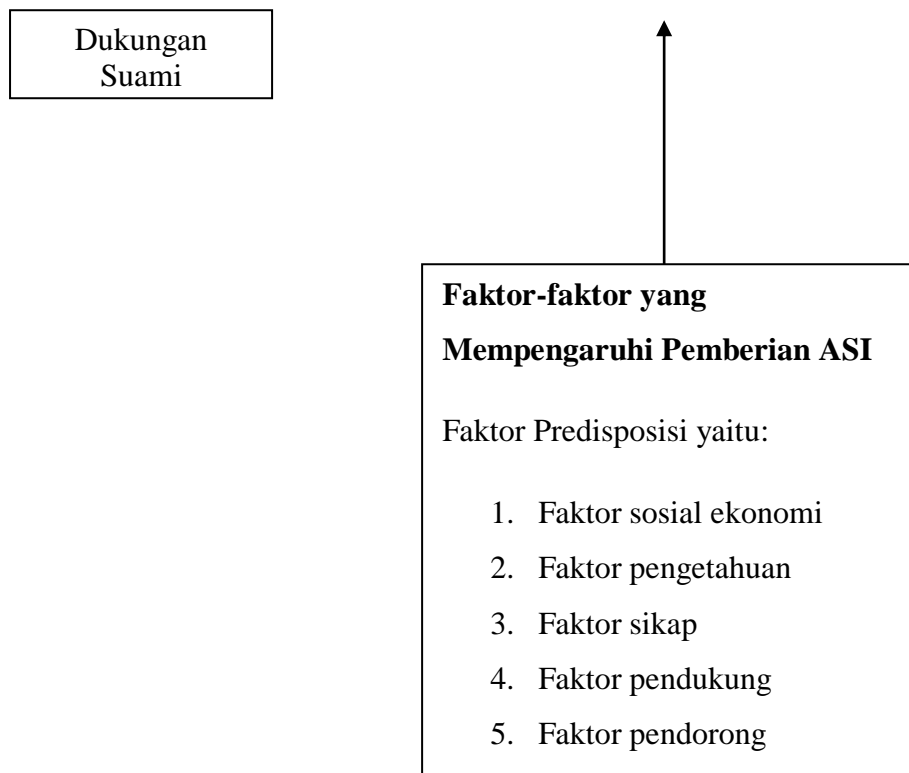 Dukungan
Suami
Faktor-faktor yang
Mempengaruhi Pemberian ASI
Faktor Predisposisi yaitu:
1. Faktor sosial ekonomi
2. Faktor pengetahuan
3. Faktor sikap
4. Faktor pendukung
5. Faktor pendorong